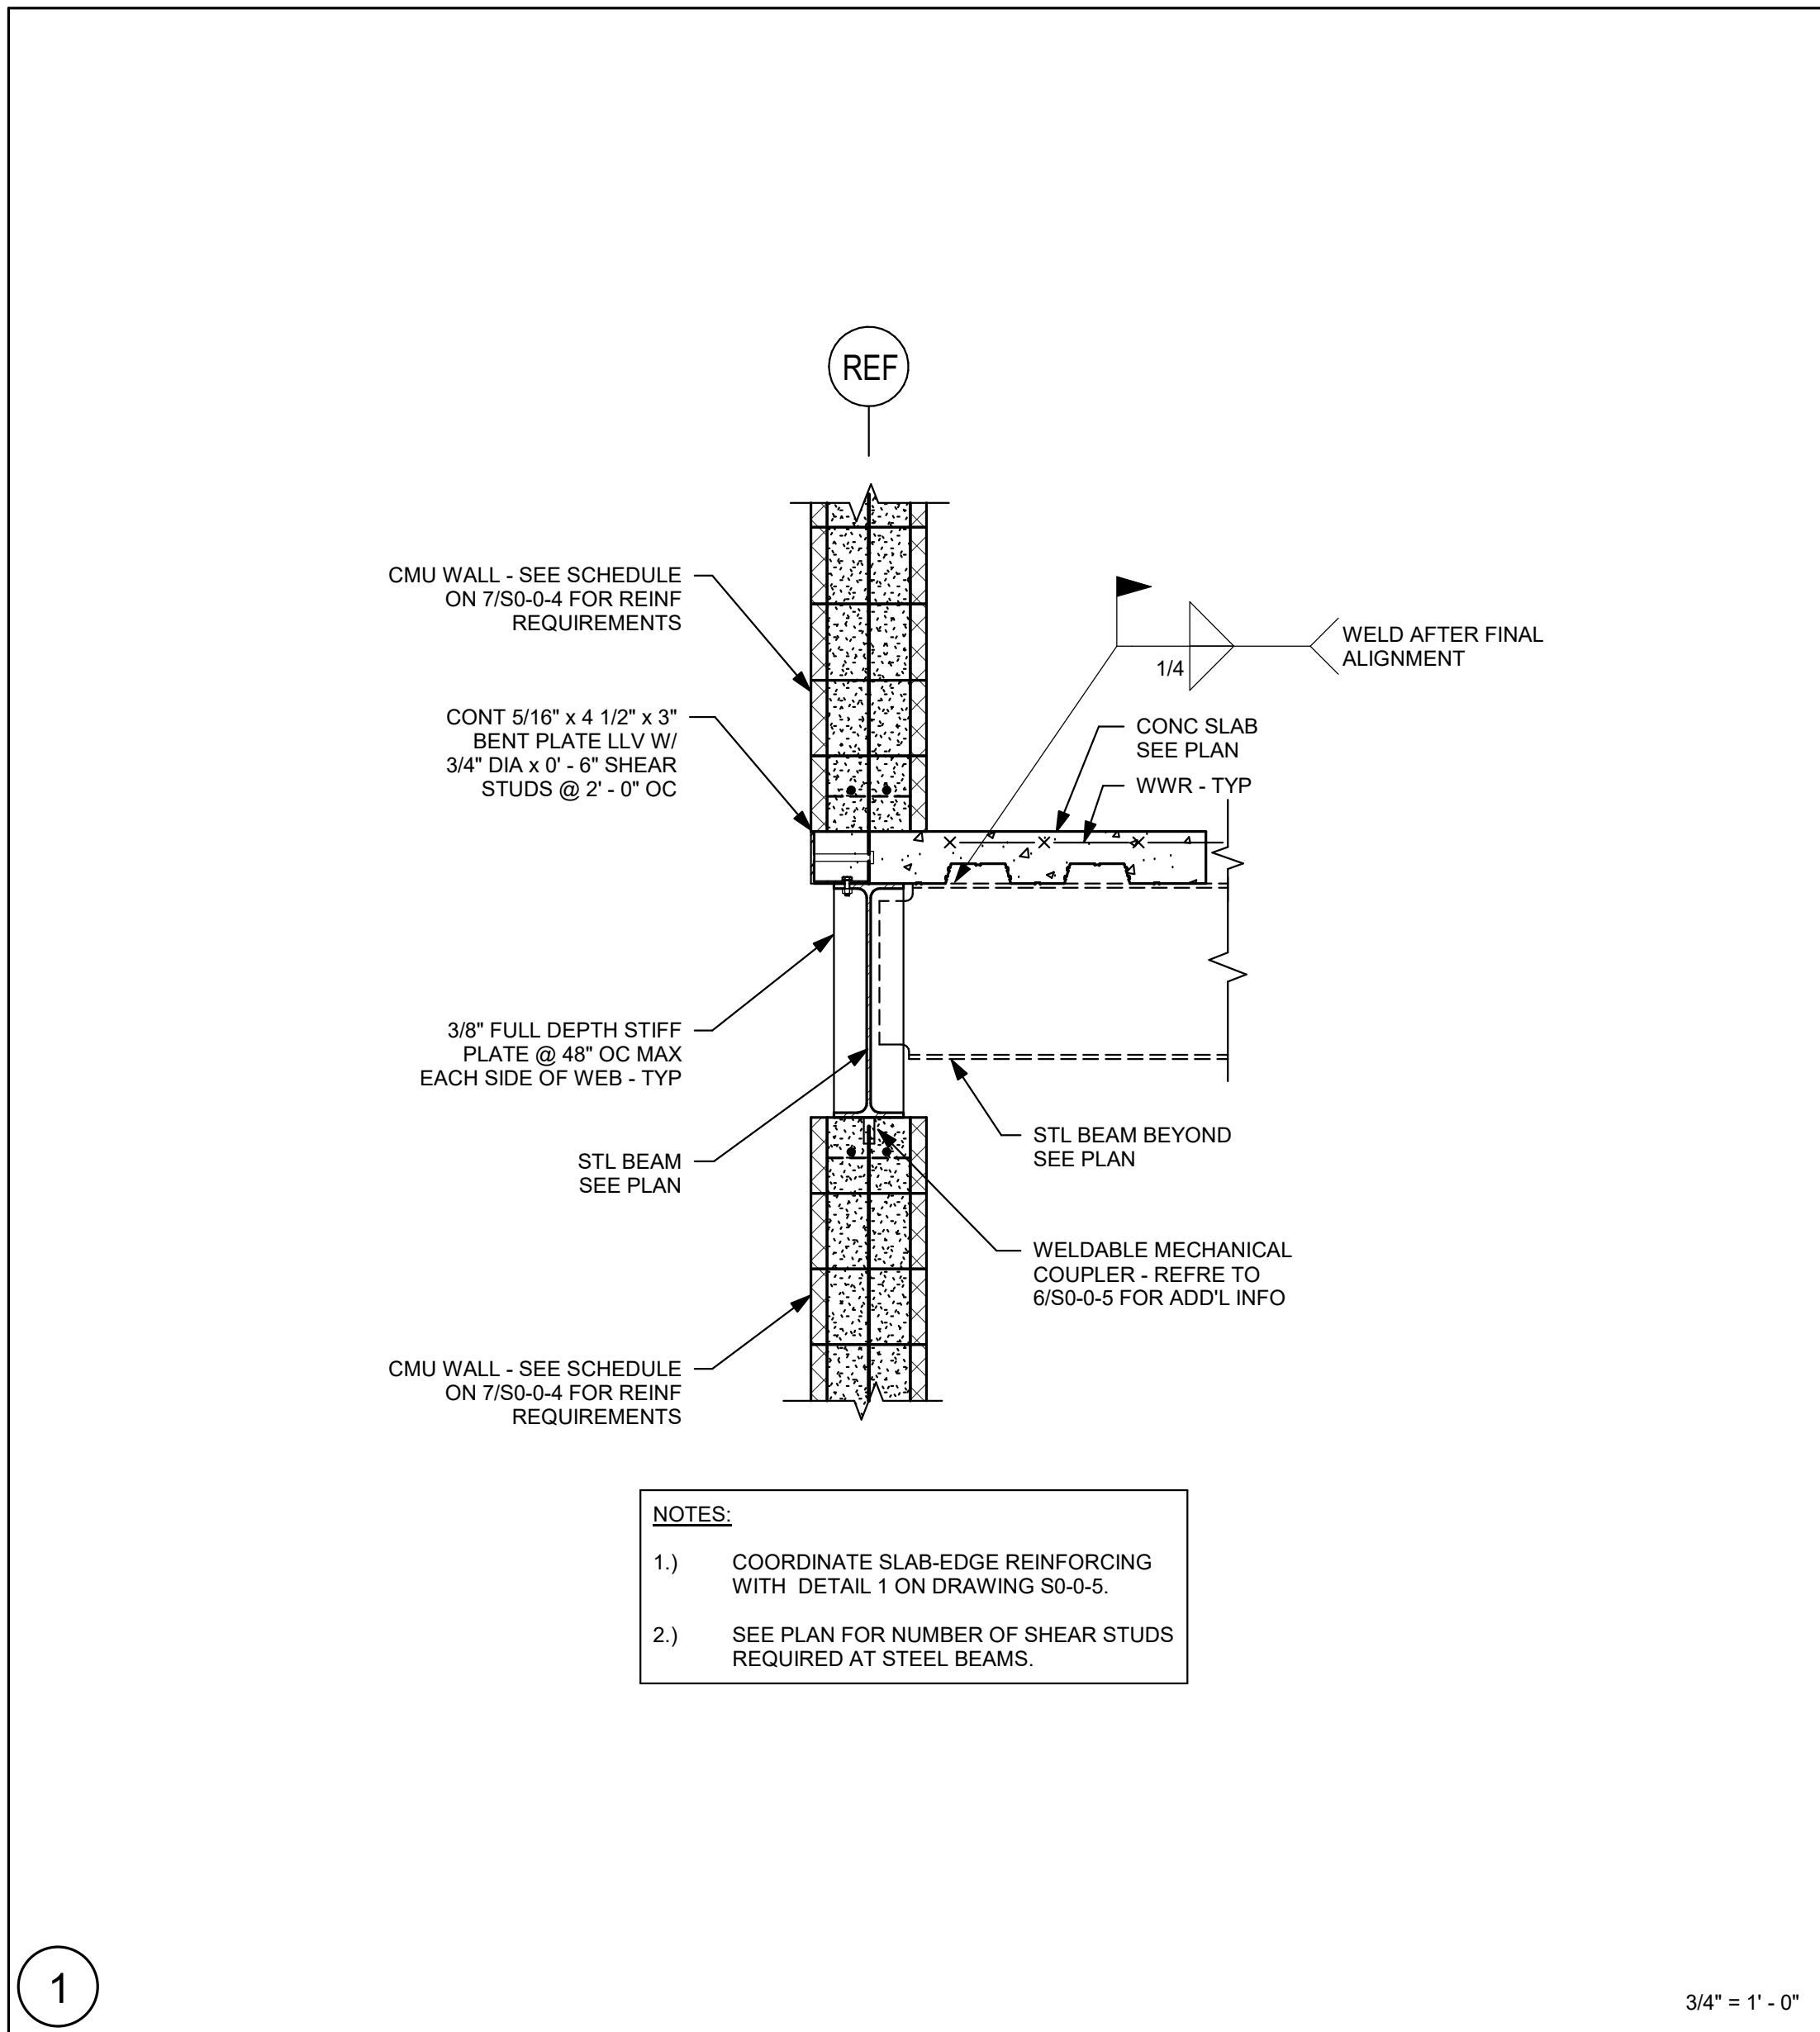 REF
CMU WALL - SEE SCHEDULE
ON 7/S0-0-4 FOR REINF
REQUIREMENTS
CONT 5/16" x 4 1/2" x 3"
BENT PLATE LLV W/
3/4" DIA x 0' - 6" SHEAR
STUDS @ 2' - 0" OC
1/4
WELD AFTER FINAL
ALIGNMENT
CONC SLAB
SEE PLAN
WWR - TYP
3/8" FULL DEPTH STIFF
PLATE @ 48" OC MAX
EACH SIDE OF WEB - TYP
STL BEAM
SEE PLAN
STL BEAM BEYOND
SEE PLAN
WELDABLE MECHANICAL
COUPLER - REFRE TO
6/S0-0-5 FOR ADD'L INFO
CMU WALL - SEE SCHEDULE
ON 7/S0-0-4 FOR REINF
REQUIREMENTS
NOTES:
1.) COORDINATE SLAB-EDGE REINFORCING
WITH DETAIL 1 ON DRAWING S0-0-5.
2.) SEE PLAN FOR NUMBER OF SHEAR STUDS
REQUIRED AT STEEL BEAMS.
1
3/4" = 1' - 0"